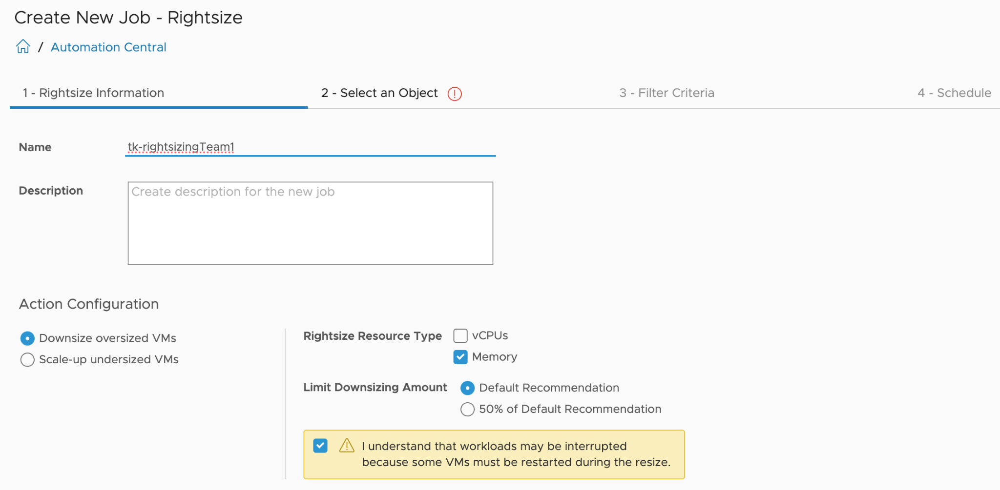 Create New Job - Rightsize
/ Automation Central
1 - Rightsize Information
2 - Select an Object
3 - Filter Criteria
4 - Schedule
Name
tk-rightsizingTeam1
Description
Create description for the new job
Action Configuration
Downsize oversized VMs
Scale-up undersized VMs
Rightsize Resource Type
vCPUs
Memory
Limit Downsizing Amount
Default Recommendation
50% of Default Recommendation
I understand that workloads may be interrupted
because some VMs must be restarted during the resize.